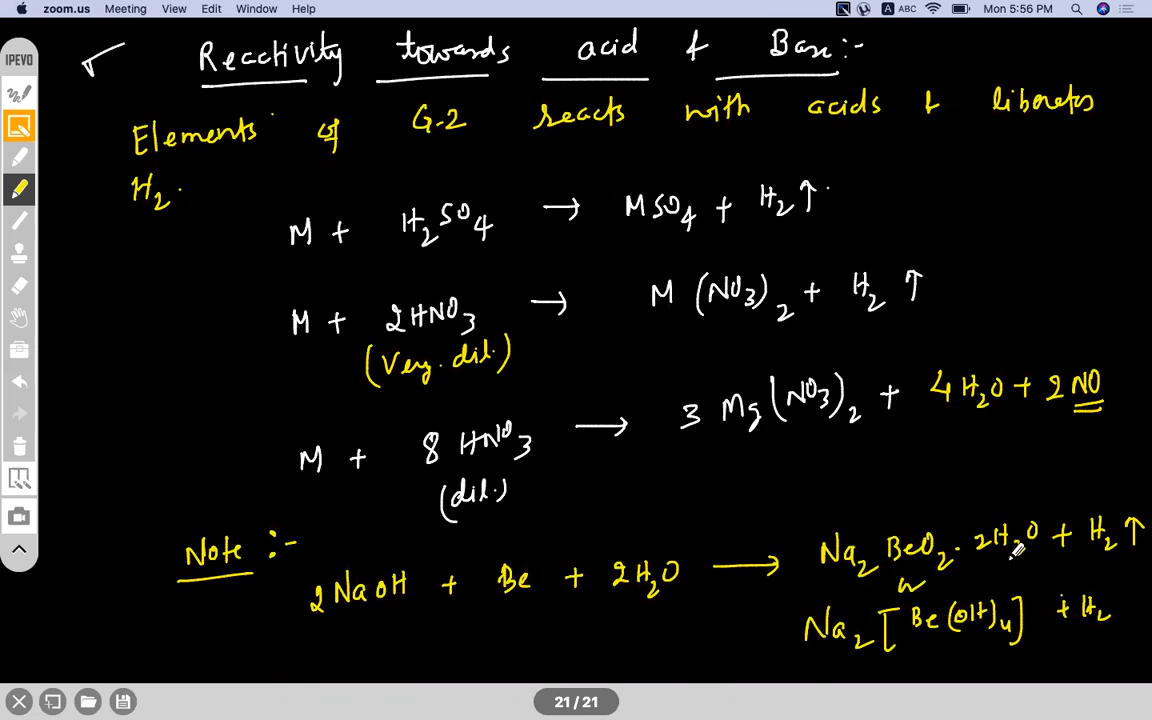 zoom.us Meeting View Edit Window Help A ABC Mon 5:56 PM
IPEVO
Reactivity towards acid & Base:-
Elements of G-2 reacts with acids & liberates
H₂.
M + H₂SO₄ → MSO₄ + H₂↑
M + 2HNO₃ → M(NO₃)₂ + H₂↑
(Very. dil.)
M + 8HNO₃ → 3 Mg(NO₃)₂ + 4H₂O + 2NO
(dil.)
Note :-
2NaOH + Be + 2H₂O → Na₂BeO₂·2H₂O + H₂↑
Na₂[Be(OH)₄] + H₂
21/21